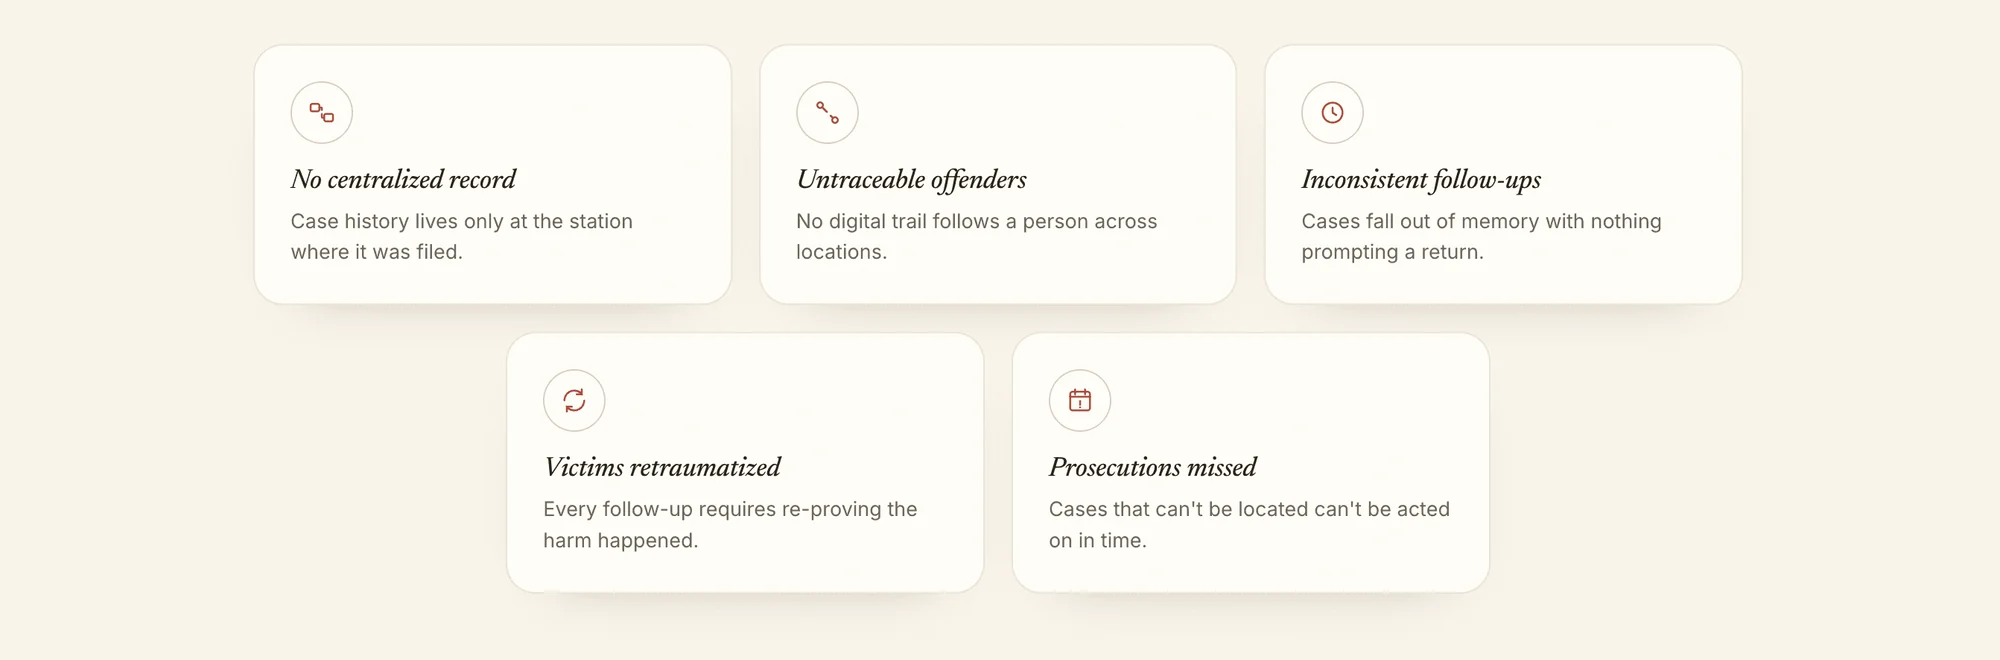 No centralized record
Case history lives only at the station
where it was filed.
Untraceable offenders
No digital trail follows a person across
locations.
Inconsistent follow-ups
Cases fall out of memory with nothing
prompting a return.
Victims retraumatized
Every follow-up requires re-proving the
harm happened.
Prosecutions missed
Cases that can't be located can't be acted
on in time.